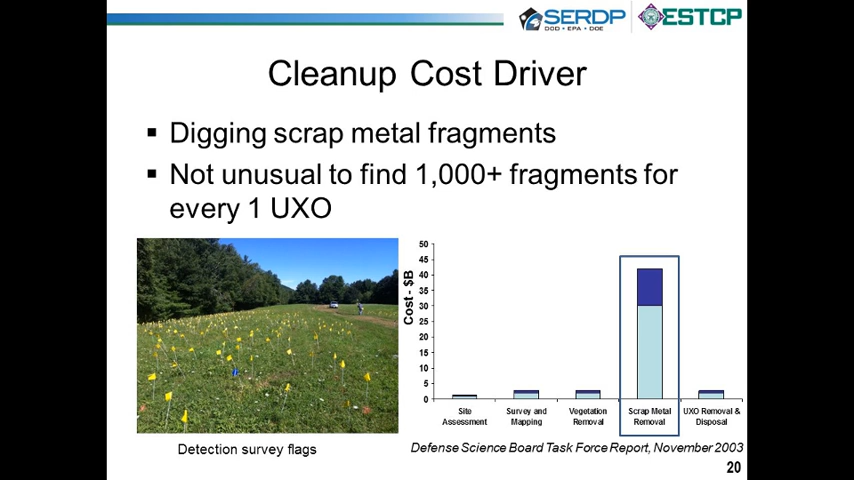 SERDP
DOD • EPA • DOE
ESTCP
Cleanup Cost Driver
▪ Digging scrap metal fragments
▪ Not unusual to find 1,000+ fragments for
every 1 UXO
Detection survey flags
Cost - $B
50
45
40
35
30
25
20
15
10
5
0
Site
Assessment
Survey and
Mapping
Vegetation
Removal
Scrap Metal
Removal
UXO Removal &
Disposal
Defense Science Board Task Force Report, November 2003
20